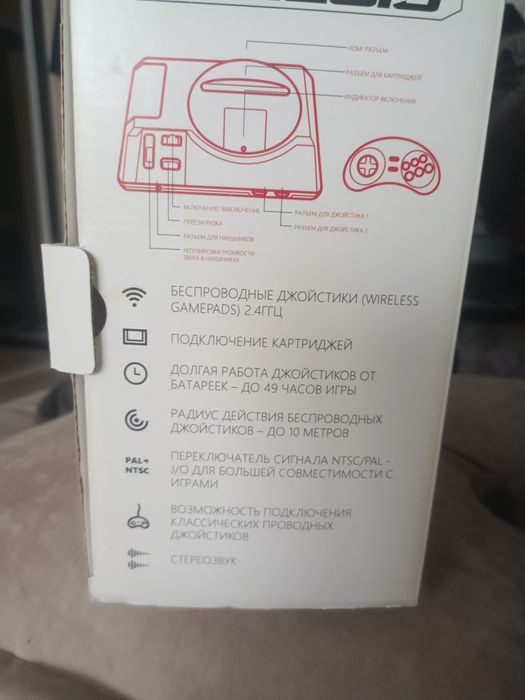 HDMI РАЗЪЕМ
РАЗЪЕМ ДЛЯ КАРТРИДЖЕЙ
ИНДИКАТОР ВКЛЮЧЕНИЯ
ВКЛЮЧЕНИЕ/ ВЫКЛЮЧЕНИЕ
РАЗЪЕМ ДЛЯ ДЖОЙСТИКА 1
ПЕРЕЗАГРУЗКА
РАЗЪЕМ ДЛЯ ДЖОЙСТИКА 2
РАЗЪЕМ ДЛЯ НАУШНИКОВ
РЕГУЛИРОВКА ГРОМКОСТИ
ЗВУКА В НАУШНИКАХ
БЕСПРОВОДНЫЕ ДЖОЙСТИКИ (WIRELESS
GAMEPADS) 2.4ГГЦ
ПОДКЛЮЧЕНИЕ КАРТРИДЖЕЙ
ДОЛГАЯ РАБОТА ДЖОЙСТИКОВ ОТ
БАТАРЕЕК – ДО 49 ЧАСОВ ИГРЫ
РАДИУС ДЕЙСТВИЯ БЕСПРОВОДНЫХ
ДЖОЙСТИКОВ – ДО 10 МЕТРОВ
PAL→
NTSC
ПЕРЕКЛЮЧАТЕЛЬ СИГНАЛА NTSC/PAL -
J/O ДЛЯ БОЛЬШЕЙ СОВМЕСТИМОСТИ С
ИГРАМИ
ВОЗМОЖНОСТЬ ПОДКЛЮЧЕНИЯ
КЛАССИЧЕСКИХ ПРОВОДНЫХ
ДЖОЙСТИКОВ
СТЕРЕОЗВУК